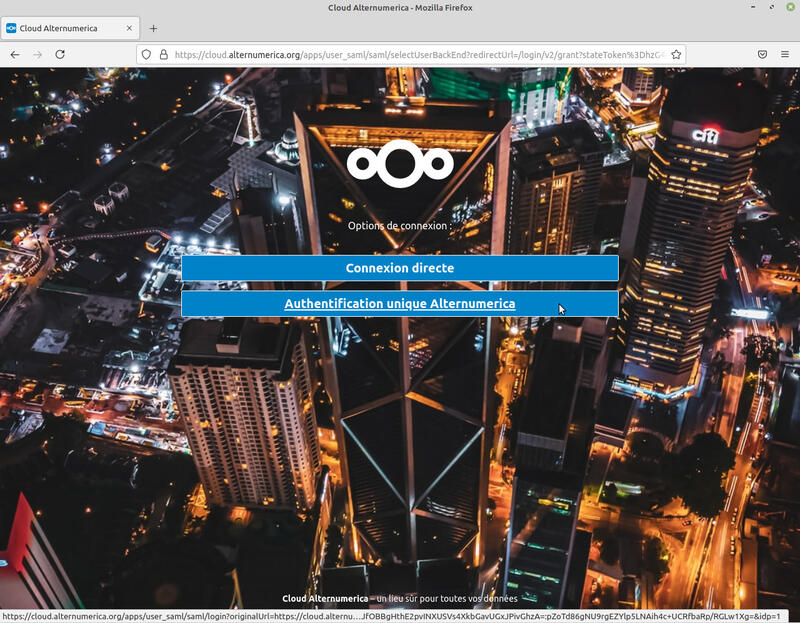 Cloud Alternumerica - Mozilla Firefox
Cloud Alternumerica
https://cloud.alternumerica.org/apps/user_saml/saml/selectUserBackEnd?redirectUrl=/login/v2/grant?stateToken%3DhzG
citi
Options de connexion :
Connexion directe
Authentification unique Alternumerica
Cloud Alternumerica – un lieu sûr pour toutes vos données
https://cloud.alternumerica.org/apps/user_saml/saml/login?originalUrl=https://cloud.alternu…JFOBBgHthE2pvINXUSVs4XkbGavUGxJPivGhzA=:pZoTd86gNU9rgEZYlp5LNAih4c+UCRfbaRp/RGLw1Xg=&idp=1